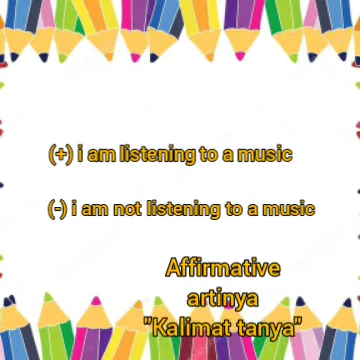 (+) i am listening to a music
(-) i am not listening to a music
Affirmative
artinya
"Kalimat tanya"